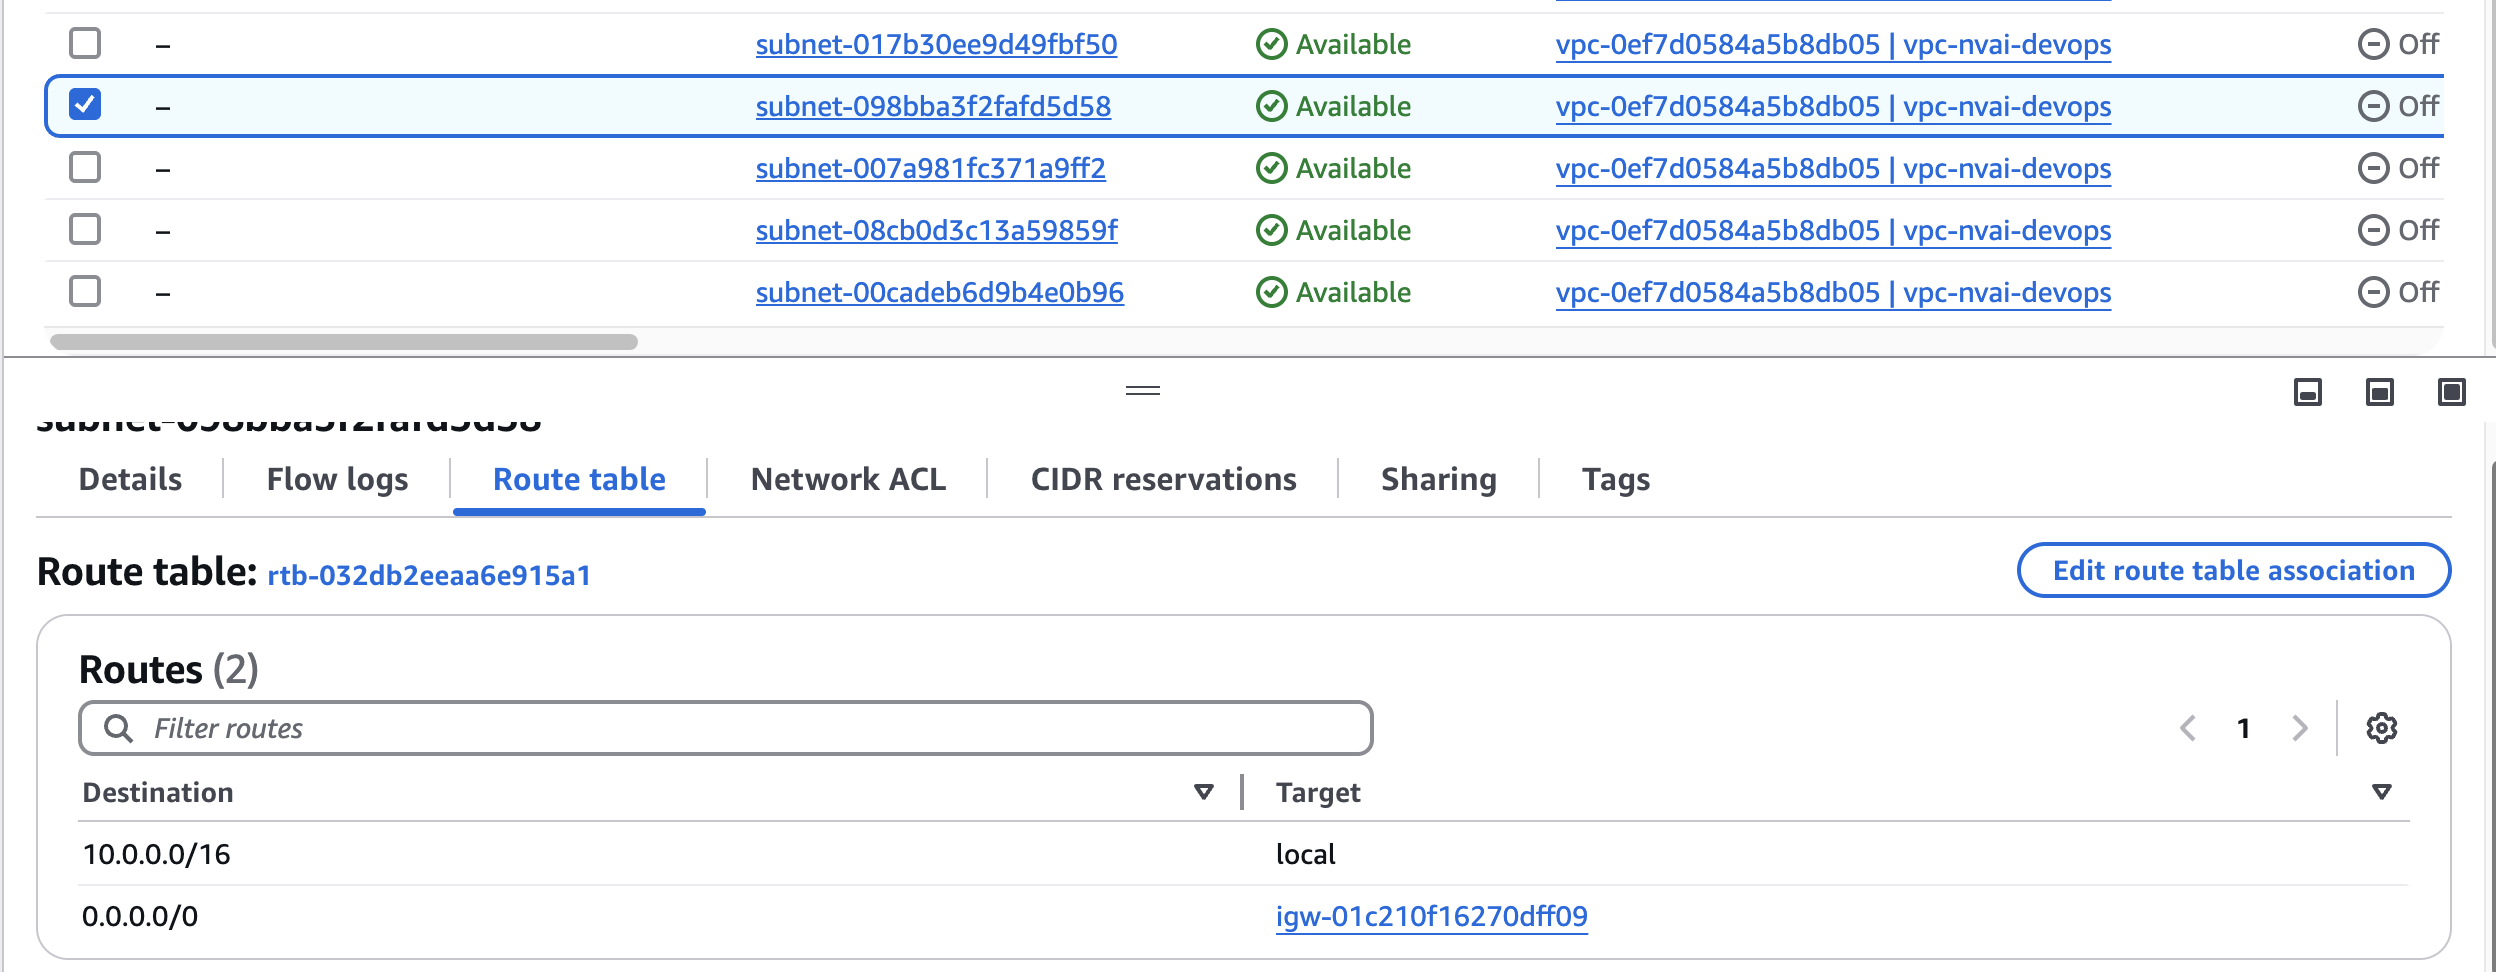 – subnet-017b30ee9d49fbf50 Available vpc-0ef7d0584a5b8db05 | vpc-nvai-devops Off
– subnet-098bba3f2fafd5d58 Available vpc-0ef7d0584a5b8db05 | vpc-nvai-devops Off
– subnet-007a981fc371a9ff2 Available vpc-0ef7d0584a5b8db05 | vpc-nvai-devops Off
– subnet-08cb0d3c13a59859f Available vpc-0ef7d0584a5b8db05 | vpc-nvai-devops Off
– subnet-00cadeb6d9b4e0b96 Available vpc-0ef7d0584a5b8db05 | vpc-nvai-devops Off
subnet-098bba3f2fafd5d58
Details Flow logs Route table Network ACL CIDR reservations Sharing Tags
Route table: rtb-032db2eeaa6e915a1 Edit route table association
Routes (2)
Filter routes 1
Destination Target
10.0.0.0/16 local
0.0.0.0/0 igw-01c210f16270dff09